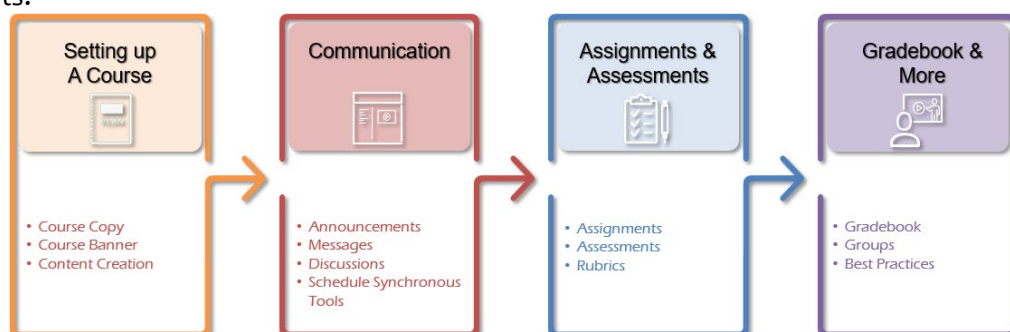 ts.
Setting up
A Course
• Course Copy
• Course Banner
• Content Creation
Communication
• Announcements
• Messages
• Discussions
• Schedule Synchronous
Tools
Assignments &
Assessments
• Assignments
• Assessments
• Rubrics
Gradebook &
More
• Gradebook
• Groups
• Best Practices